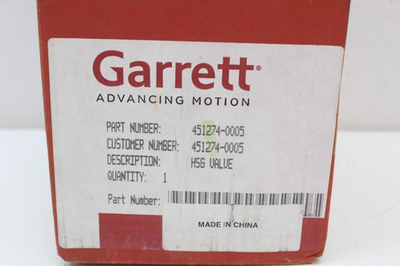 Garrett®
ADVANCING MOTION
PART NUMBER: 451274-0005
CUSTOMER NUMBER: 451274-0005
DESCRIPTION: HSG VALVE
QUANTITY: 1
Part Number:
MADE IN CHINA